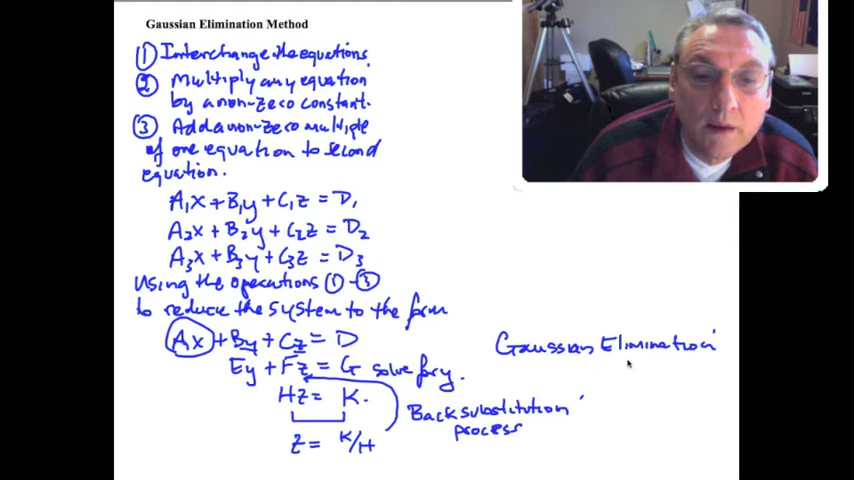 Gaussian Elimination Method
① Interchange the equations.
② Multiply any equation
by a non-zero constant.
③ Add a non-zero multiple
of one equation to second
equation.
A₁x + B₁y + C₁z = D₁
A₂x + B₂y + C₂z = D₂
A₃x + B₃y + C₃z = D₃
Using the operations ① - ③
to reduce the system to the form
Ax + By + Cz = D
Ey + Fz = G solve for y.
Hz = K.
z = K/H
Back substitution
process
Gaussian Elimination